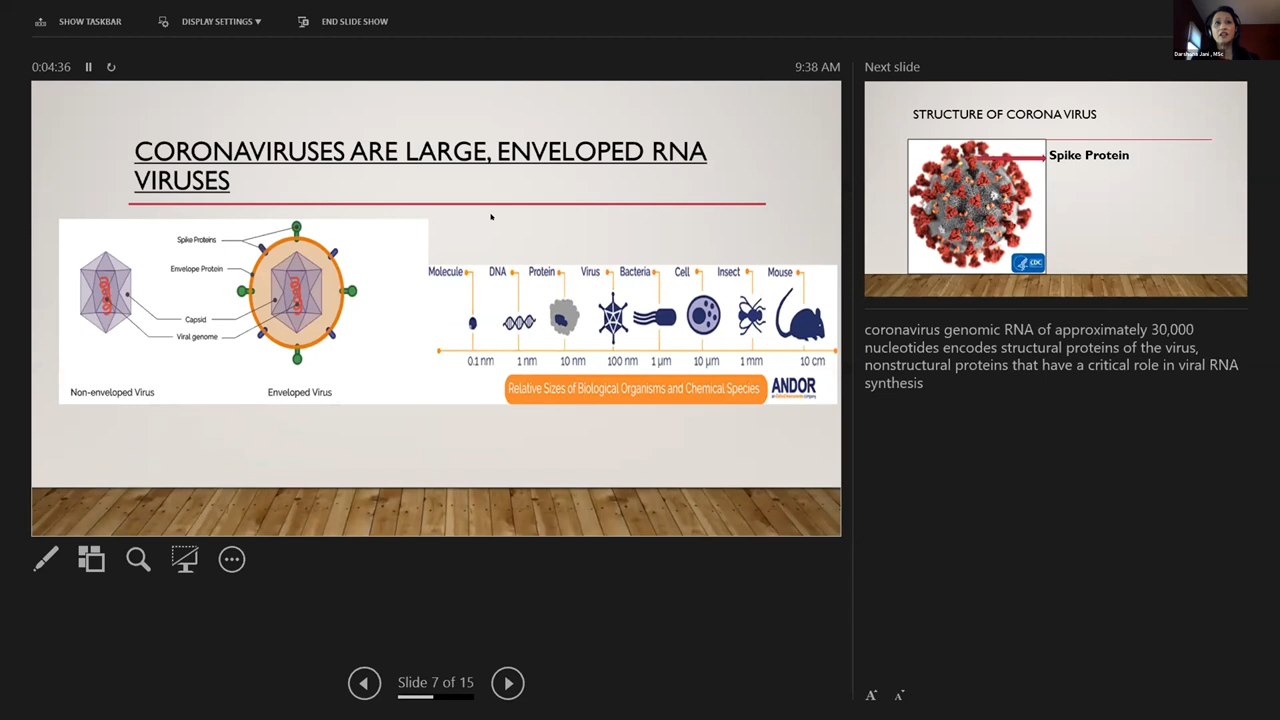 SHOW TASKBAR
DISPLAY SETTINGS ▼
END SLIDE SHOW
Darshana Jani, MSc
0:04:36
9:38 AM
CORONAVIRUSES ARE LARGE, ENVELOPED RNA
VIRUSES
Spike Proteins
Envelope Protein
Capsid
Viral genome
Non-enveloped Virus
Enveloped Virus
Molecule
DNA
Protein
Virus
Bacteria
Cell
Insect
Mouse
0.1 nm
1 nm
10 nm
100 nm
1 µm
10 µm
1 mm
10 cm
Relative Sizes of Biological Organisms and Chemical Species
ANDOR
Slide 7 of 15
Next slide
STRUCTURE OF CORONA VIRUS
Spike Protein
CDC
coronavirus genomic RNA of approximately 30,000
nucleotides encodes structural proteins of the virus,
nonstructural proteins that have a critical role in viral RNA
synthesis
A
A